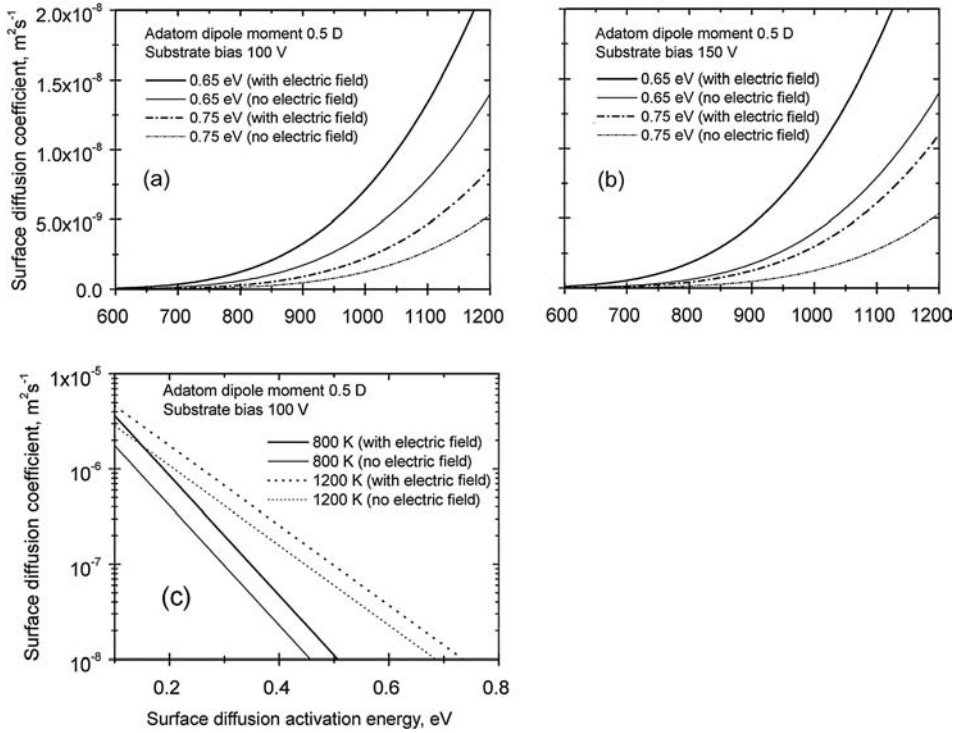 Surface diffusion coefficient, m²s⁻¹
Adatom dipole moment 0.5 D
Substrate bias 100 V
0.65 eV (with electric field)
0.65 eV (no electric field)
0.75 eV (with electric field)
0.75 eV (no electric field)
(a)
1.5x10⁻⁸
1.0x10⁻⁸
5.0x10⁻⁹
0.0
600 700 800 900 1000 1100 1200
Adatom dipole moment 0.5 D
Substrate bias 150 V
0.65 eV (with electric field)
0.65 eV (no electric field)
0.75 eV (with electric field)
0.75 eV (no electric field)
(b)
600 700 800 900 1000 1100 1200
Surface diffusion coefficient, m²s⁻¹
1x10⁻⁵
10⁻⁶
10⁻⁷
10⁻⁸
Adatom dipole moment 0.5 D
Substrate bias 100 V
800 K (with electric field)
800 K (no electric field)
1200 K (with electric field)
1200 K (no electric field)
(c)
0.2 0.4 0.6 0.8
Surface diffusion activation energy, eV